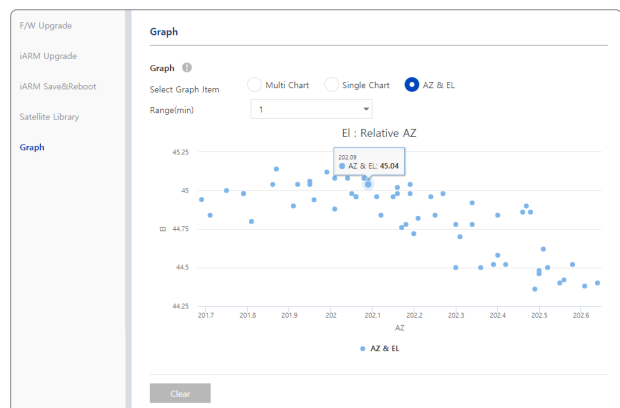 F/W Upgrade
iARM Upgrade
iARM Save&Reboot
Satellite Library
Graph
Graph
Graph
Select Graph Item Multi Chart Single Chart AZ & EL
Range(min) 1
El : Relative AZ
202.09
AZ & EL: 45.04
45.25
45
44.75
44.5
44.25
El
201.7 201.8 201.9 202 202.1 202.2 202.3 202.4 202.5 202.6
AZ
AZ & EL
Clear